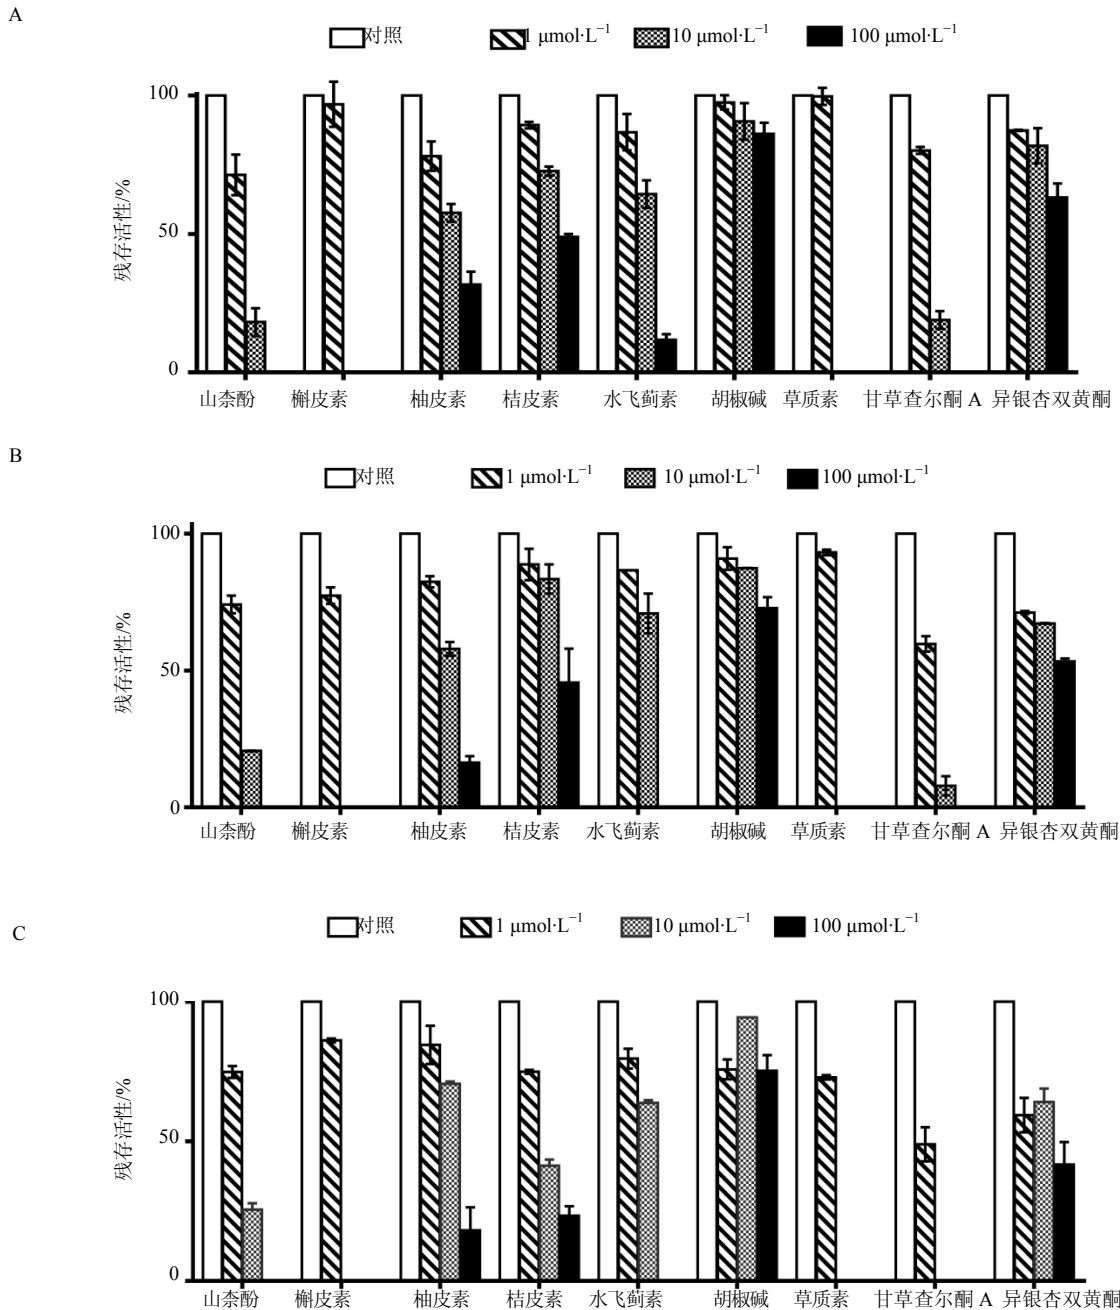 A
对照 1 μmol·L⁻¹ 10 μmol·L⁻¹ 100 μmol·L⁻¹
残存活性/%
100
50
0
山柰酚 槲皮素 柚皮素 桔皮素 水飞蓟素 胡椒碱 草质素 甘草查尔酮 A 异银杏双黄酮
B
对照 1 μmol·L⁻¹ 10 μmol·L⁻¹ 100 μmol·L⁻¹
残存活性/%
100
50
0
山柰酚 槲皮素 柚皮素 桔皮素 水飞蓟素 胡椒碱 草质素 甘草查尔酮 A 异银杏双黄酮
C
对照 1 μmol·L⁻¹ 10 μmol·L⁻¹ 100 μmol·L⁻¹
残存活性/%
100
50
0
山柰酚 槲皮素 柚皮素 桔皮素 水飞蓟素 胡椒碱 草质素 甘草查尔酮 A 异银杏双黄酮